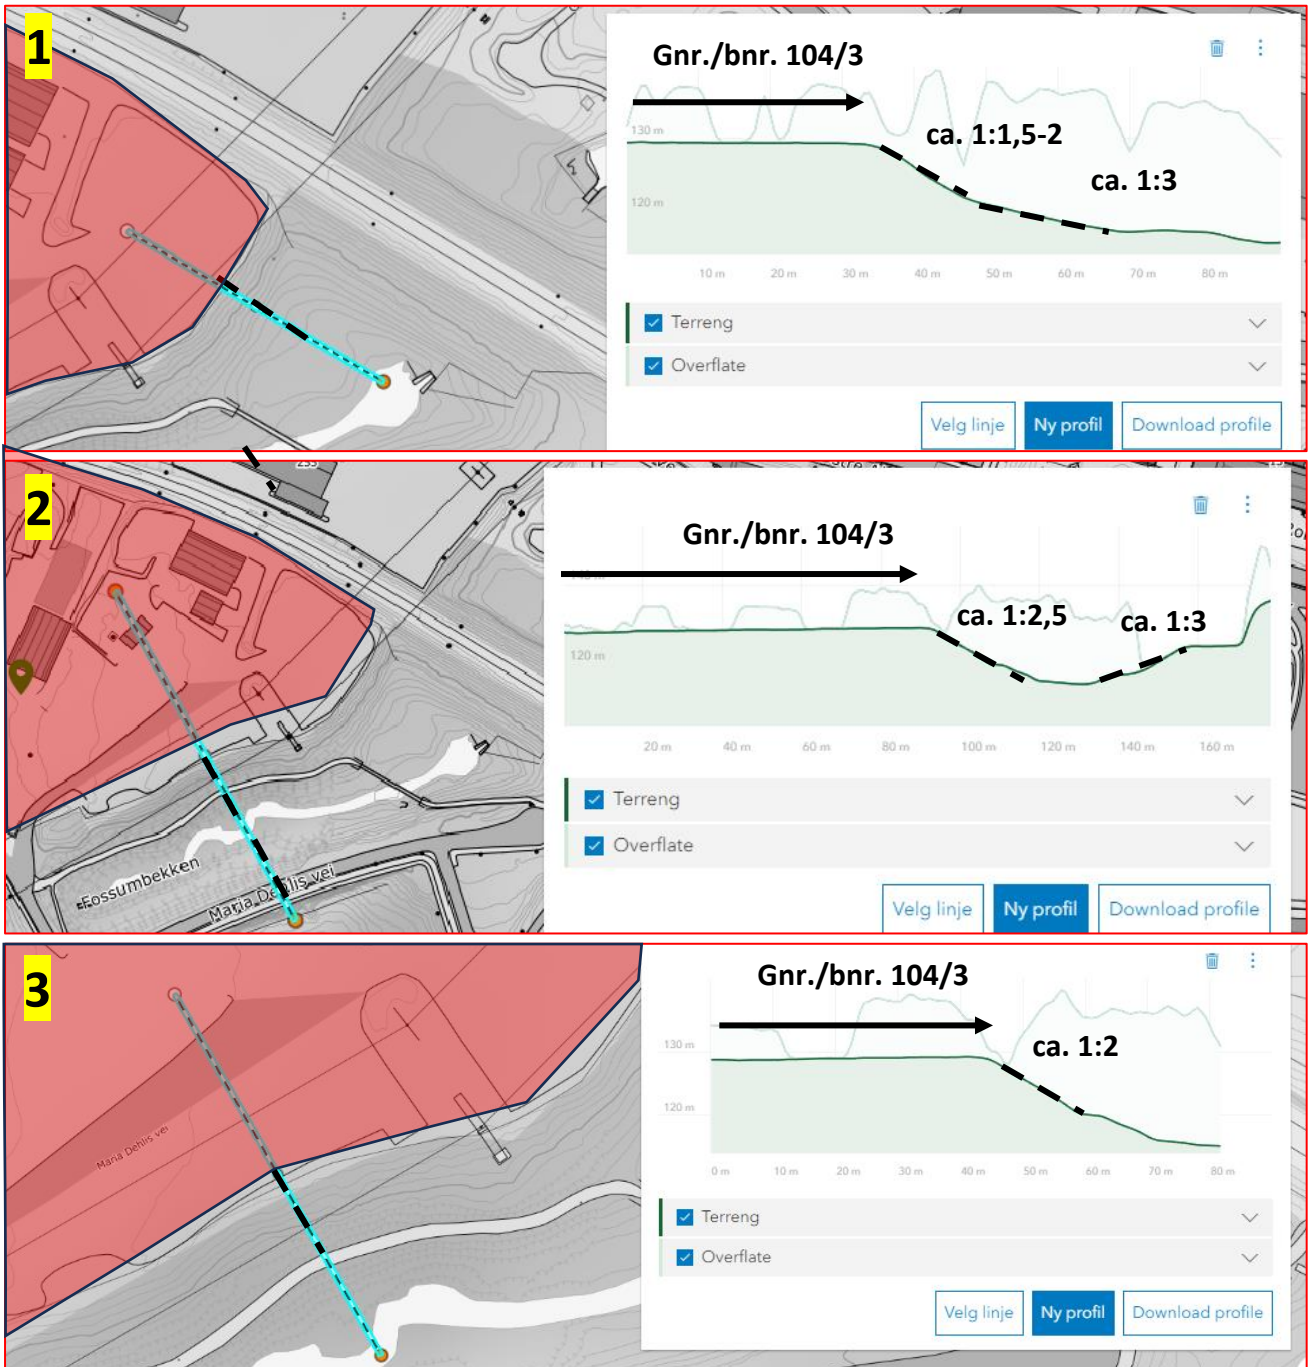 1
Gnr./bnr. 104/3
130 m
ca. 1:1,5-2
ca. 1:3
120 m
10 m
20 m
30 m
40 m
50 m
60 m
70 m
80 m
Terreng
Overflate
Velg linje
Ny profil
Download profile
2
Gnr./bnr. 104/3
ca. 1:2,5
ca. 1:3
120 m
20 m
40 m
60 m
80 m
100 m
120 m
140 m
160 m
Terreng
Overflate
Fossumbekken
Maria Dehlis vei
Velg linje
Ny profil
Download profile
3
Gnr./bnr. 104/3
130 m
ca. 1:2
120 m
Maria Dehlis vei
0 m
10 m
20 m
30 m
40 m
50 m
60 m
70 m
80 m
Terreng
Overflate
Velg linje
Ny profil
Download profile